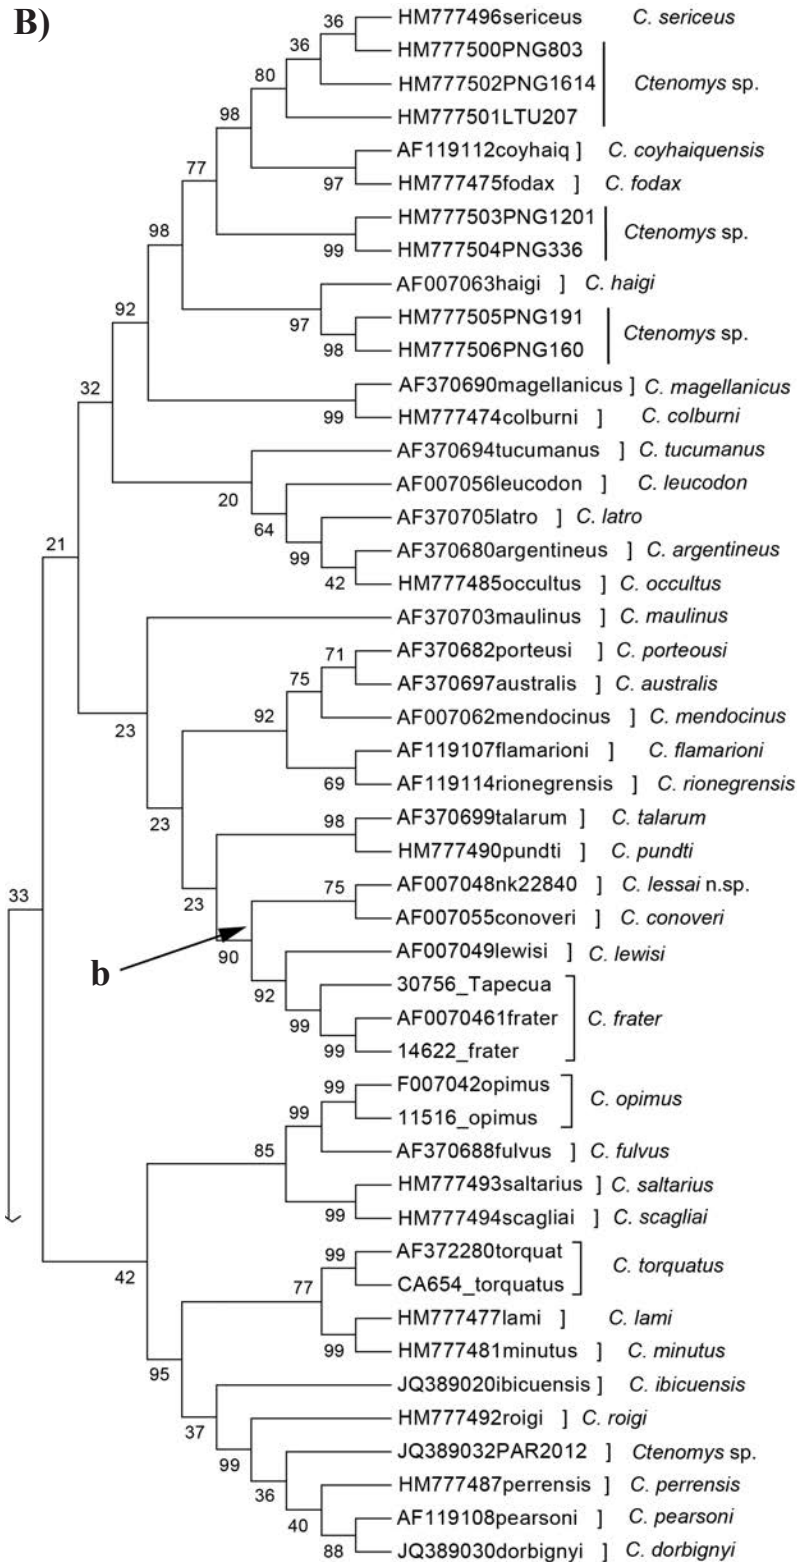 B)
36 HM777496sericeus C. sericeus
36 HM777500PNG803
80 HM777502PNG1614 Ctenomys sp.
98 HM777501LTU207
AF119112coyhaiq ] C. coyhaiquensis
77 97 HM777475fodax ] C. fodax
HM777503PNG1201
98 99 HM777504PNG336 Ctenomys sp.
AF007063haigi ] C. haigi
92 97 HM777505PNG191
98 HM777506PNG160 Ctenomys sp.
32 AF370690magellanicus ] C. magellanicus
99 HM777474colburni ] C. colburni
AF370694tucumanus ] C. tucumanus
20 AF007056leucodon ] C. leucodon
21 64 AF370705latro ] C. latro
99 AF370680argentineus ] C. argentineus
42 HM777485occultus ] C. occultus
AF370703maulinus ] C. maulinus
71 AF370682porteusi ] C. porteousi
75 AF370697australis ] C. australis
23 92 AF007062mendocinus ] C. mendocinus
AF119107flamarioni ] C. flamarioni
69 AF119114rionegrensis ] C. rionegrensis
23 98 AF370699talarum ] C. talarum
HM777490pundti ] C. pundti
33 23 75 AF007048nk22840 ] C. lessai n.sp.
AF007055conoveri ] C. conoveri
b 90 AF007049lewisi ] C. lewisi
92 30756_Tapecua
99 AF0070461frater C. frater
99 14622_frater
99 F007042opimus
99 11516_opimus C. opimus
85 AF370688fulvus ] C. fulvus
HM777493saltarius ] C. saltarius
99 HM777494scagliai ] C. scagliai
42 99 AF372280torquat
77 CA654_torquatus C. torquatus
HM777477lami ] C. lami
95 99 HM777481minutus ] C. minutus
JQ389020ibicuensis ] C. ibicuensis
37 HM777492roigi ] C. roigi
99 JQ389032PAR2012 ] Ctenomys sp.
36 HM777487perrensis ] C. perrensis
40 AF119108pearsoni ] C. pearsoni
88 JQ389030dorbignyi ] C. dorbignyi